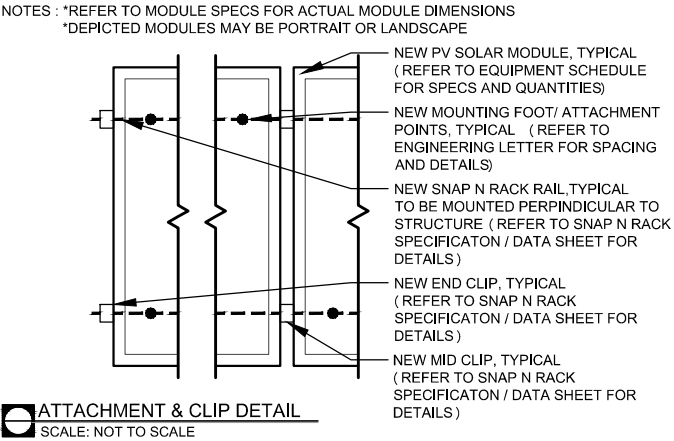 NOTES : *REFER TO MODULE SPECS FOR ACTUAL MODULE DIMENSIONS
*DEPICTED MODULES MAY BE PORTRAIT OR LANDSCAPE
NEW PV SOLAR MODULE, TYPICAL
( REFER TO EQUIPMENT SCHEDULE
FOR SPECS AND QUANTITIES)
NEW MOUNTING FOOT/ ATTACHMENT
POINTS, TYPICAL ( REFER TO
ENGINEERING LETTER FOR SPACING
AND DETAILS)
NEW SNAP N RACK RAIL,TYPICAL
TO BE MOUNTED PERPINDICULAR TO
STRUCTURE ( REFER TO SNAP N RACK
SPECIFICATON / DATA SHEET FOR
DETAILS )
NEW END CLIP, TYPICAL
( REFER TO SNAP N RACK
SPECIFICATON / DATA SHEET FOR
DETAILS )
NEW MID CLIP, TYPICAL
( REFER TO SNAP N RACK
SPECIFICATON / DATA SHEET FOR
DETAILS )
ATTACHMENT & CLIP DETAIL
SCALE: NOT TO SCALE